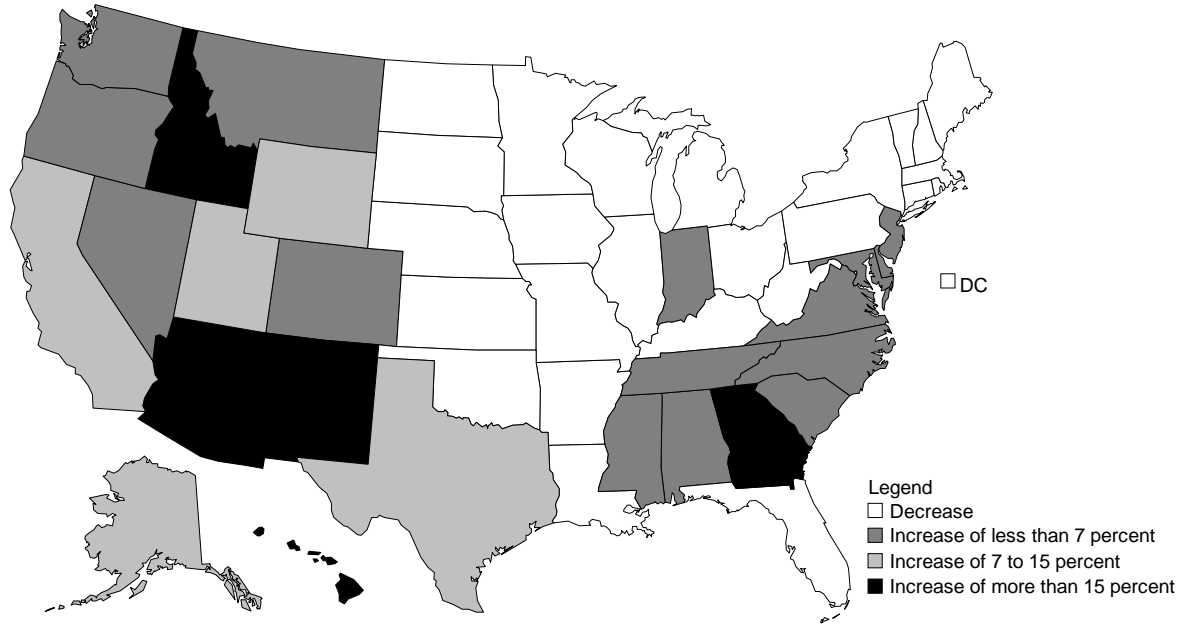 DC
Legend
Decrease
Increase of less than 7 percent
Increase of 7 to 15 percent
Increase of more than 15 percent